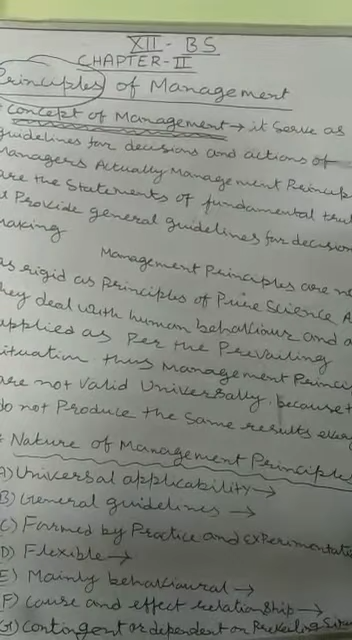 XII - BS
CHAPTER-II
Principles of Management
Concept of Management → it serve as
guidelines for decisions and actions of
Managers Actually Management Princip
are the Statements of fundamental tru
Provide general guidelines for decision
making
Management Principles are no
as rigid as Principles of Pure Science A
they deal with human behaviour and a
applied as Per the Prevailing
situation. thus Management Princi
are not Valid Universally because t
do not Produce the same results every
Nature of Management Principles
A) Universal applicability →
B) General guidelines →
C) Formed by Practice and experimentati
D) Flexible →
E) Mainly behavioural →
F) Cause and effect relationship →
G) Contingent or dependent on Prevailing